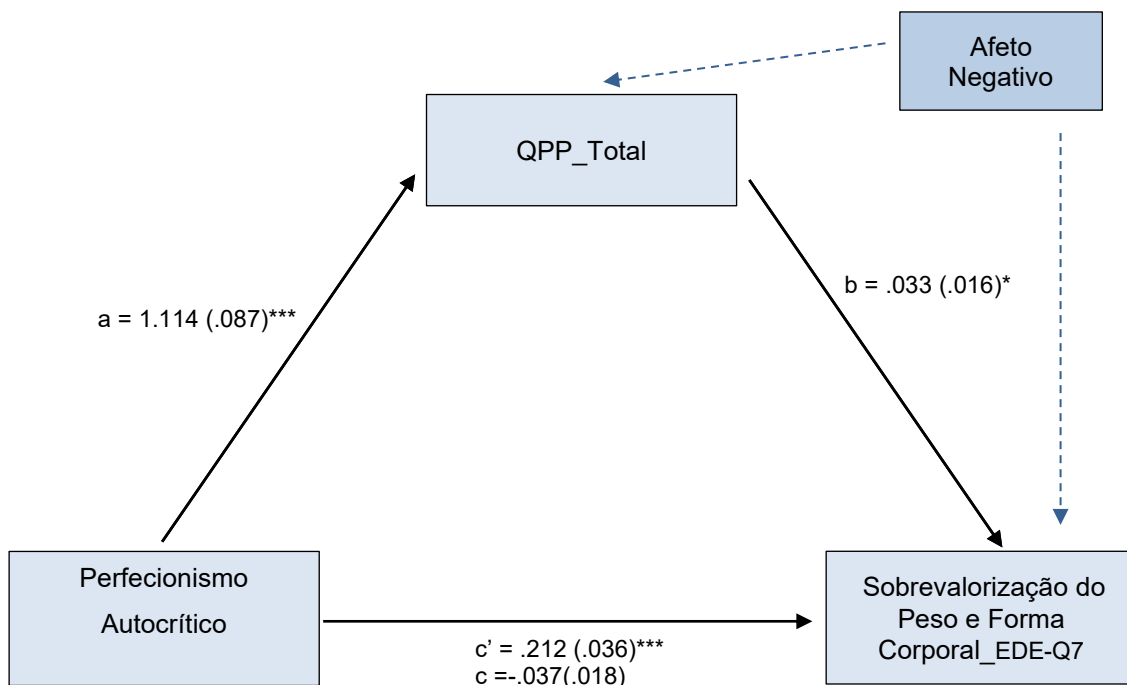 Afeto
Negativo
QPP_Total
a = 1.114 (.087)***
b = .033 (.016)*
Perfecionismo
Autocrítico
c’ = .212 (.036)***
c =-.037(.018)
Sobrevalorização do
Peso e Forma
Corporal_EDE-Q7